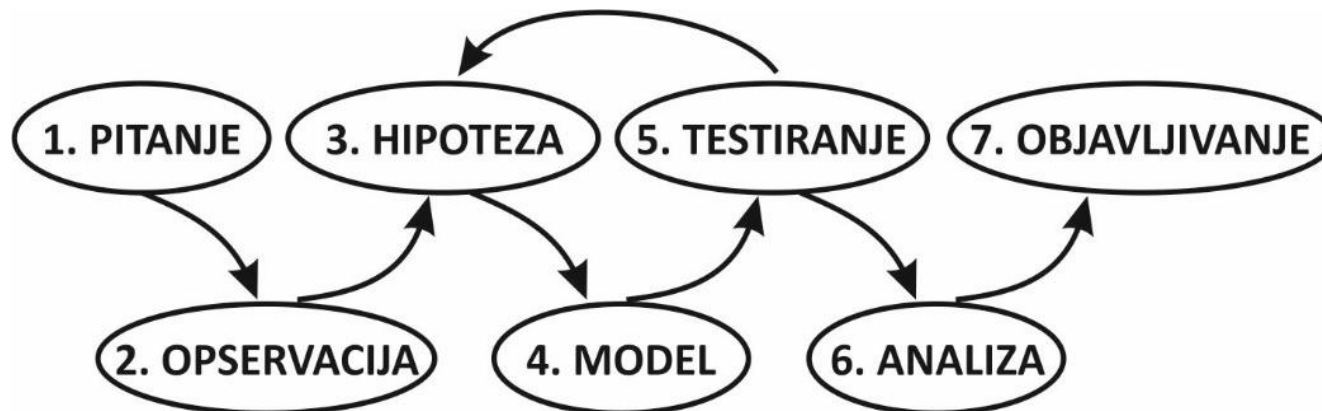 1. PITANJE
3. HIPOTEZA
5. TESTIRANJE
7. OBJAVLJIVANJE
2. OPSERVACIJA
4. MODEL
6. ANALIZA